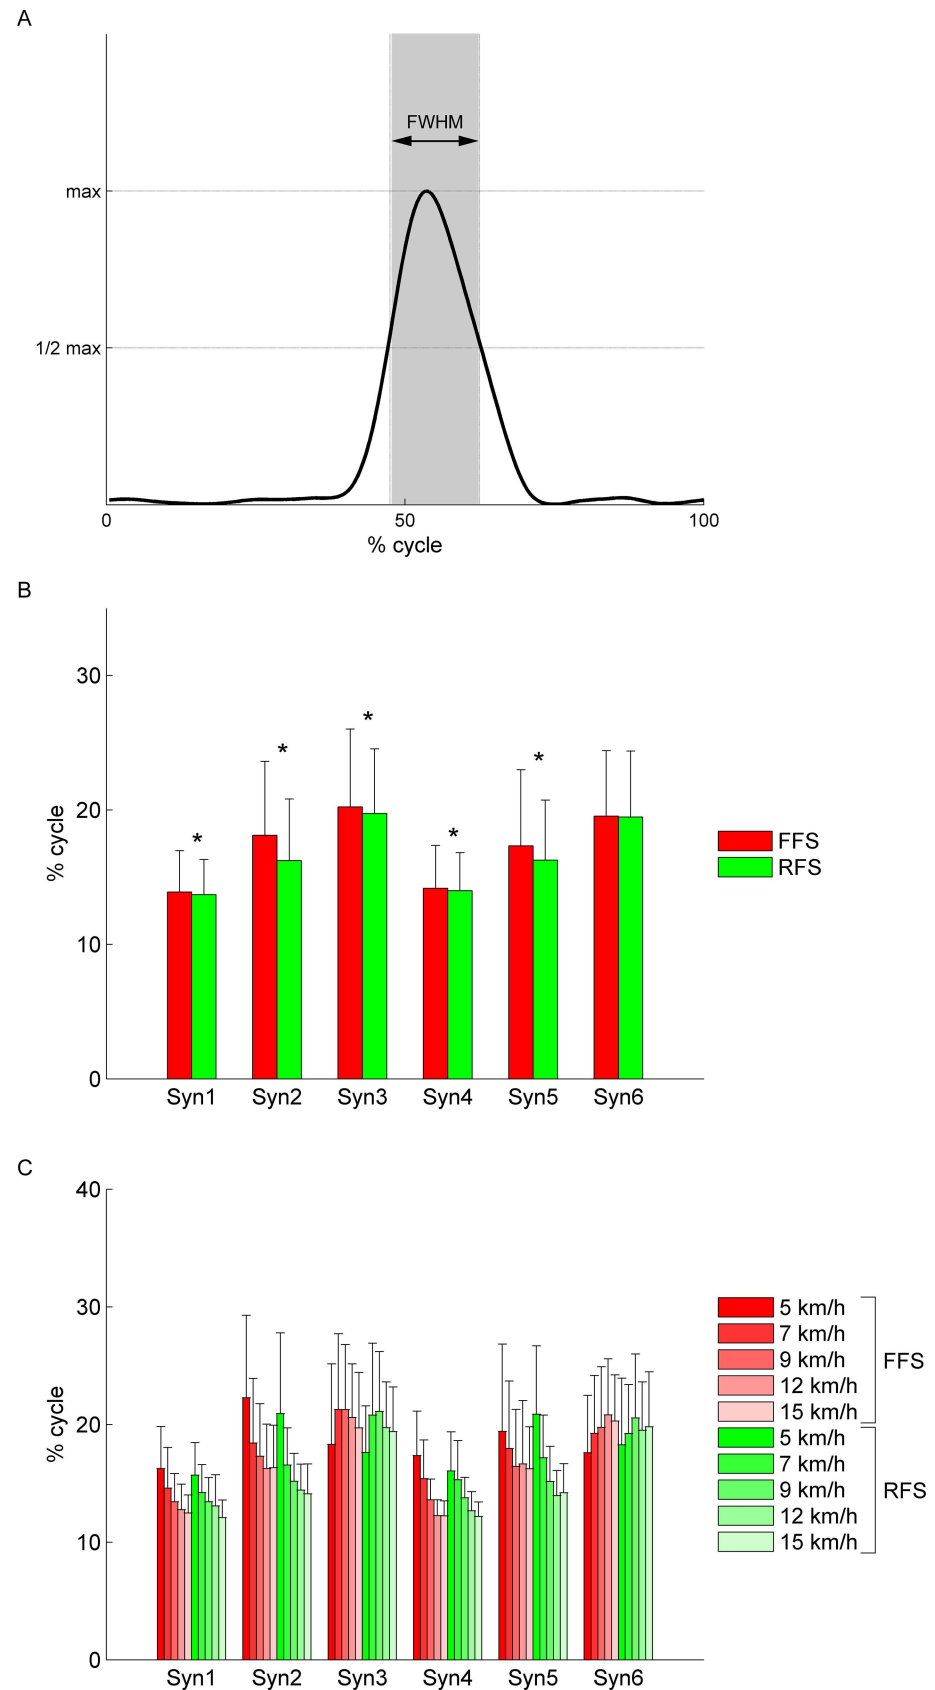 A
FWHM
max
1/2 max
0 50 100
% cycle
B
30
20
10
0
% cycle
* * * * *
Syn1 Syn2 Syn3 Syn4 Syn5 Syn6
FFS
RFS
C
40
30
20
10
0
% cycle
Syn1 Syn2 Syn3 Syn4 Syn5 Syn6
5 km/h
7 km/h
9 km/h
12 km/h
15 km/h
FFS
5 km/h
7 km/h
9 km/h
12 km/h
15 km/h
RFS